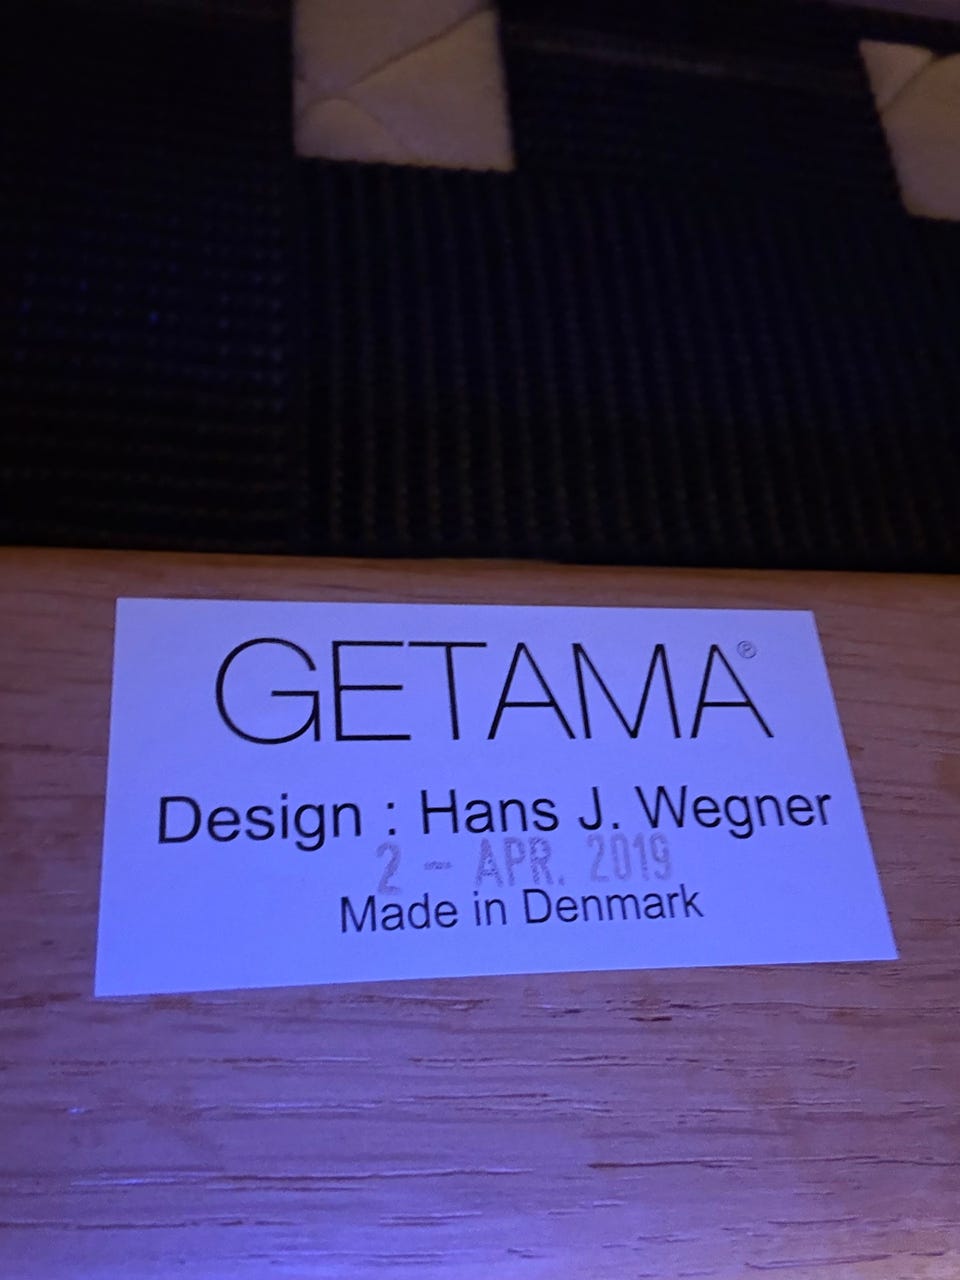 GETAMA®
Design : Hans J. Wegner
2 - APR. 2019
Made in Denmark